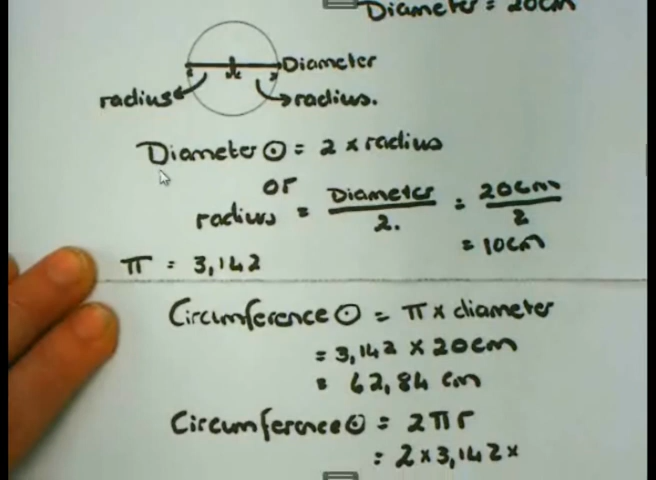 Diameter = 20cm
Diameter
radius
radius.
Diameter ⊙ = 2 x radius
or
radius = Diameter / 2. = 20cm / 2
= 10cm
π = 3,142
Circumference ⊙ = π x diameter
= 3,142 x 20cm
= 62,84 cm
Circumference ⊙ = 2πr
= 2 x 3,142 x